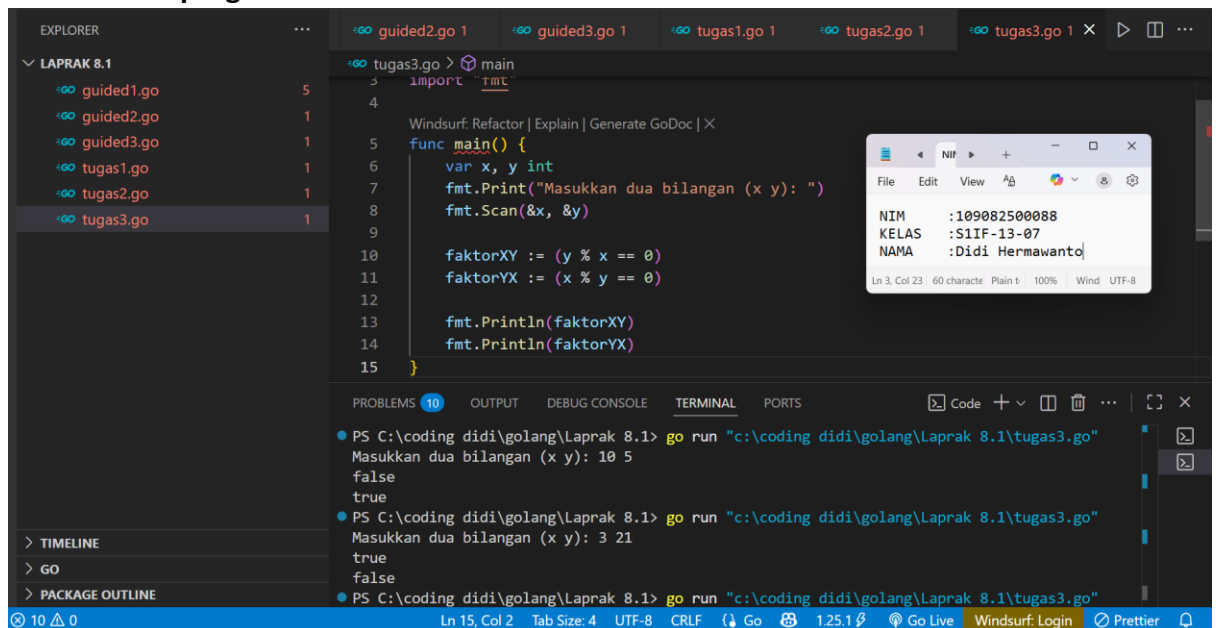 EXPLORER
LAPRAK 8.1
guided1.go 5
guided2.go 1
guided3.go 1
tugas1.go 1
tugas2.go 1
tugas3.go 1
TIMELINE
GO
PACKAGE OUTLINE
guided2.go 1 guided3.go 1 tugas1.go 1 tugas2.go 1 tugas3.go 1
tugas3.go > main
3 import "fmt"
4
Windsurf: Refactor | Explain | Generate GoDoc | X
5 func main() {
6 var x, y int
7 fmt.Print("Masukkan dua bilangan (x y): ")
8 fmt.Scan(&x, &y)
9
10 faktorXY := (y % x == 0)
11 faktorYX := (x % y == 0)
12
13 fmt.Println(faktorXY)
14 fmt.Println(faktorYX)
15 }
File Edit View
NIM :109082500088
KELAS :S1IF-13-07
NAMA :Didi Hermawanto
Ln 3, Col 23 60 characte Plain t 100% Wind UTF-8
PROBLEMS 10 OUTPUT DEBUG CONSOLE TERMINAL PORTS Code
PS C:\coding didi\golang\Laprak 8.1> go run "c:\coding didi\golang\Laprak 8.1\tugas3.go"
Masukkan dua bilangan (x y): 10 5
false
true
PS C:\coding didi\golang\Laprak 8.1> go run "c:\coding didi\golang\Laprak 8.1\tugas3.go"
Masukkan dua bilangan (x y): 3 21
true
false
PS C:\coding didi\golang\Laprak 8.1> go run "c:\coding didi\golang\Laprak 8.1\tugas3.go"
10 0 Ln 15, Col 2 Tab Size: 4 UTF-8 CRLF Go 1.25.1 Go Live Windsurf: Login Prettier